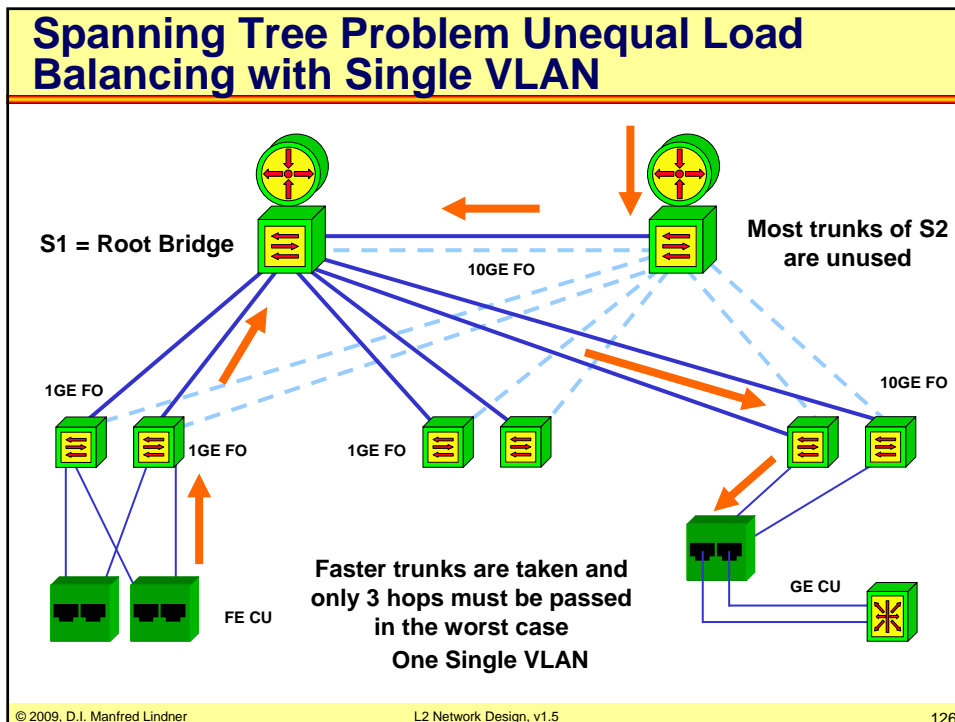 Spanning Tree Problem Unequal Load
Balancing with Single VLAN
S1 = Root Bridge
Most trunks of S2
are unused
10GE FO
1GE FO
10GE FO
1GE FO
1GE FO
Faster trunks are taken and
only 3 hops must be passed
in the worst case
One Single VLAN
FE CU
GE CU
© 2009, D.I. Manfred Lindner
L2 Network Design, v1.5
126